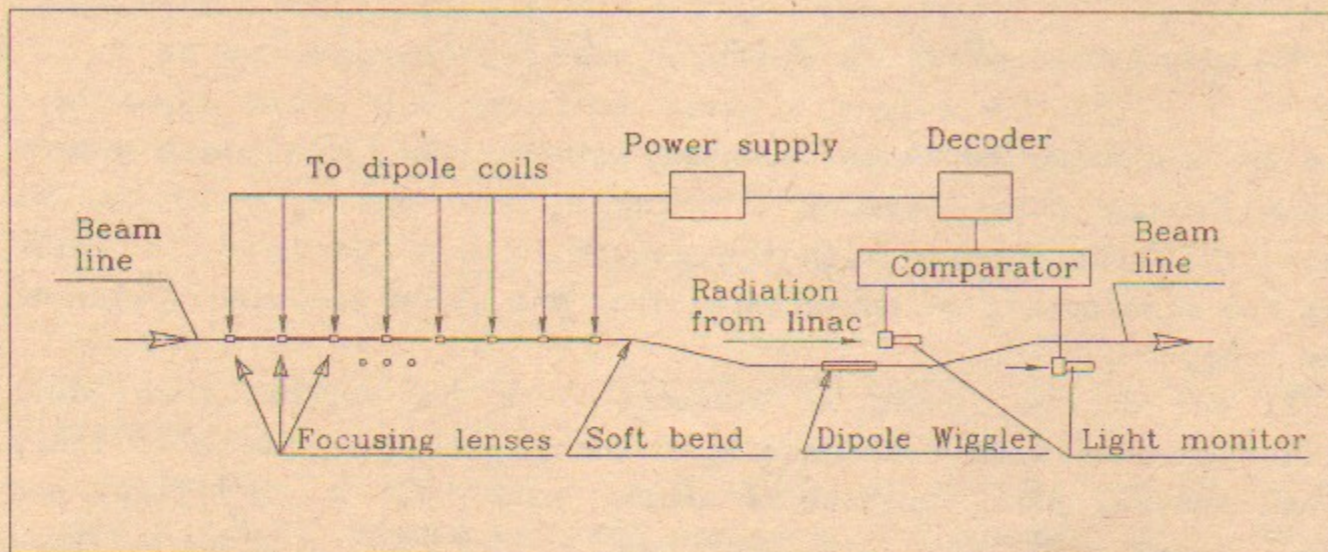 Power supply
Decoder
To dipole coils
Beam
line
Comparator
Beam
line
Radiation
from linac
Focusing lenses
Soft bend
Dipole Wiggler
Light monitor